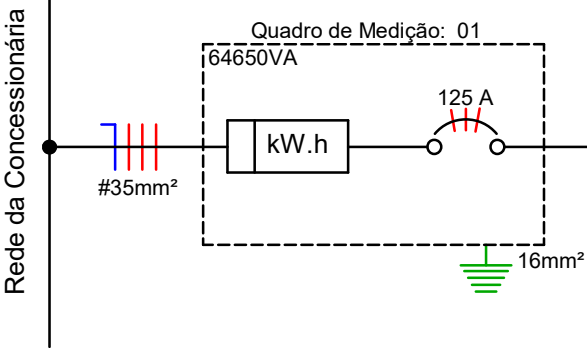 Rede da Concessionária
Quadro de Medição: 01
64650VA
125 A
kW.h
#35mm²
16mm²